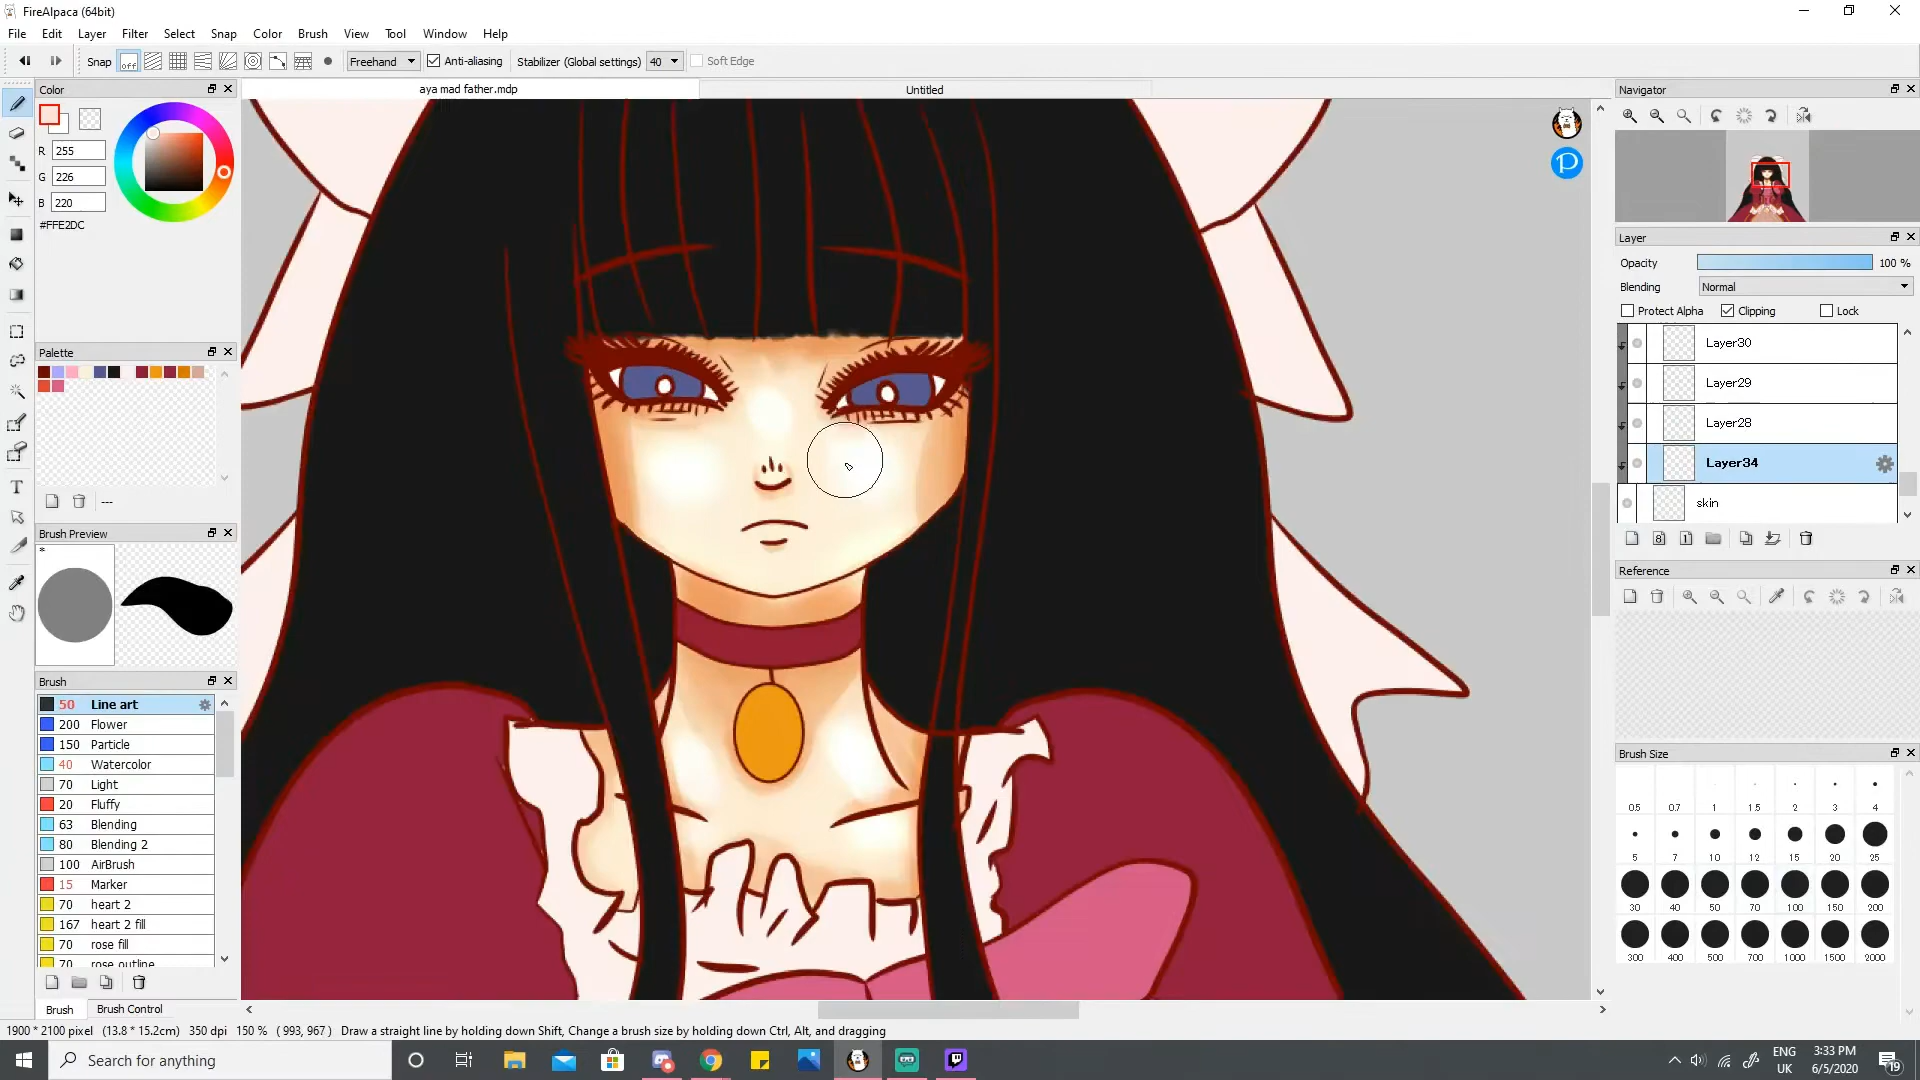 FireAlpaca (64bit)
File Edit Layer Filter Select Snap Color Brush View Tool Window Help
Snap off Freehand Anti-aliasing Stabilizer (Global settings) 40 Soft Edge
Color
aya mad father.mdp
Untitled
Navigator
R 255
G 226
B 220
#FFE2DC
Layer
Opacity 100 %
Blending Normal
Protect Alpha Clipping Lock
Layer30
Layer29
Layer28
Layer34
skin
Palette
---
Brush Preview
*
Reference
Brush
50 Line art
200 Flower
150 Particle
40 Watercolor
70 Light
20 Fluffy
63 Blending
80 Blending 2
100 AirBrush
15 Marker
70 heart 2
167 heart 2 fill
70 rose fill
70 rose outline
Brush Brush Control
Brush Size
0.5 0.7 1 1.5 2 3 4
5 7 10 12 15 20 25
30 40 50 70 100 150 200
300 400 500 700 1000 1500 2000
1900 * 2100 pixel (13.8 * 15.2cm) 350 dpi 150 % ( 993, 967 ) Draw a straight line by holding down Shift, Change a brush size by holding down Ctrl, Alt, and dragging
Search for anything
ENG
UK
3:33 PM
6/5/2020
19